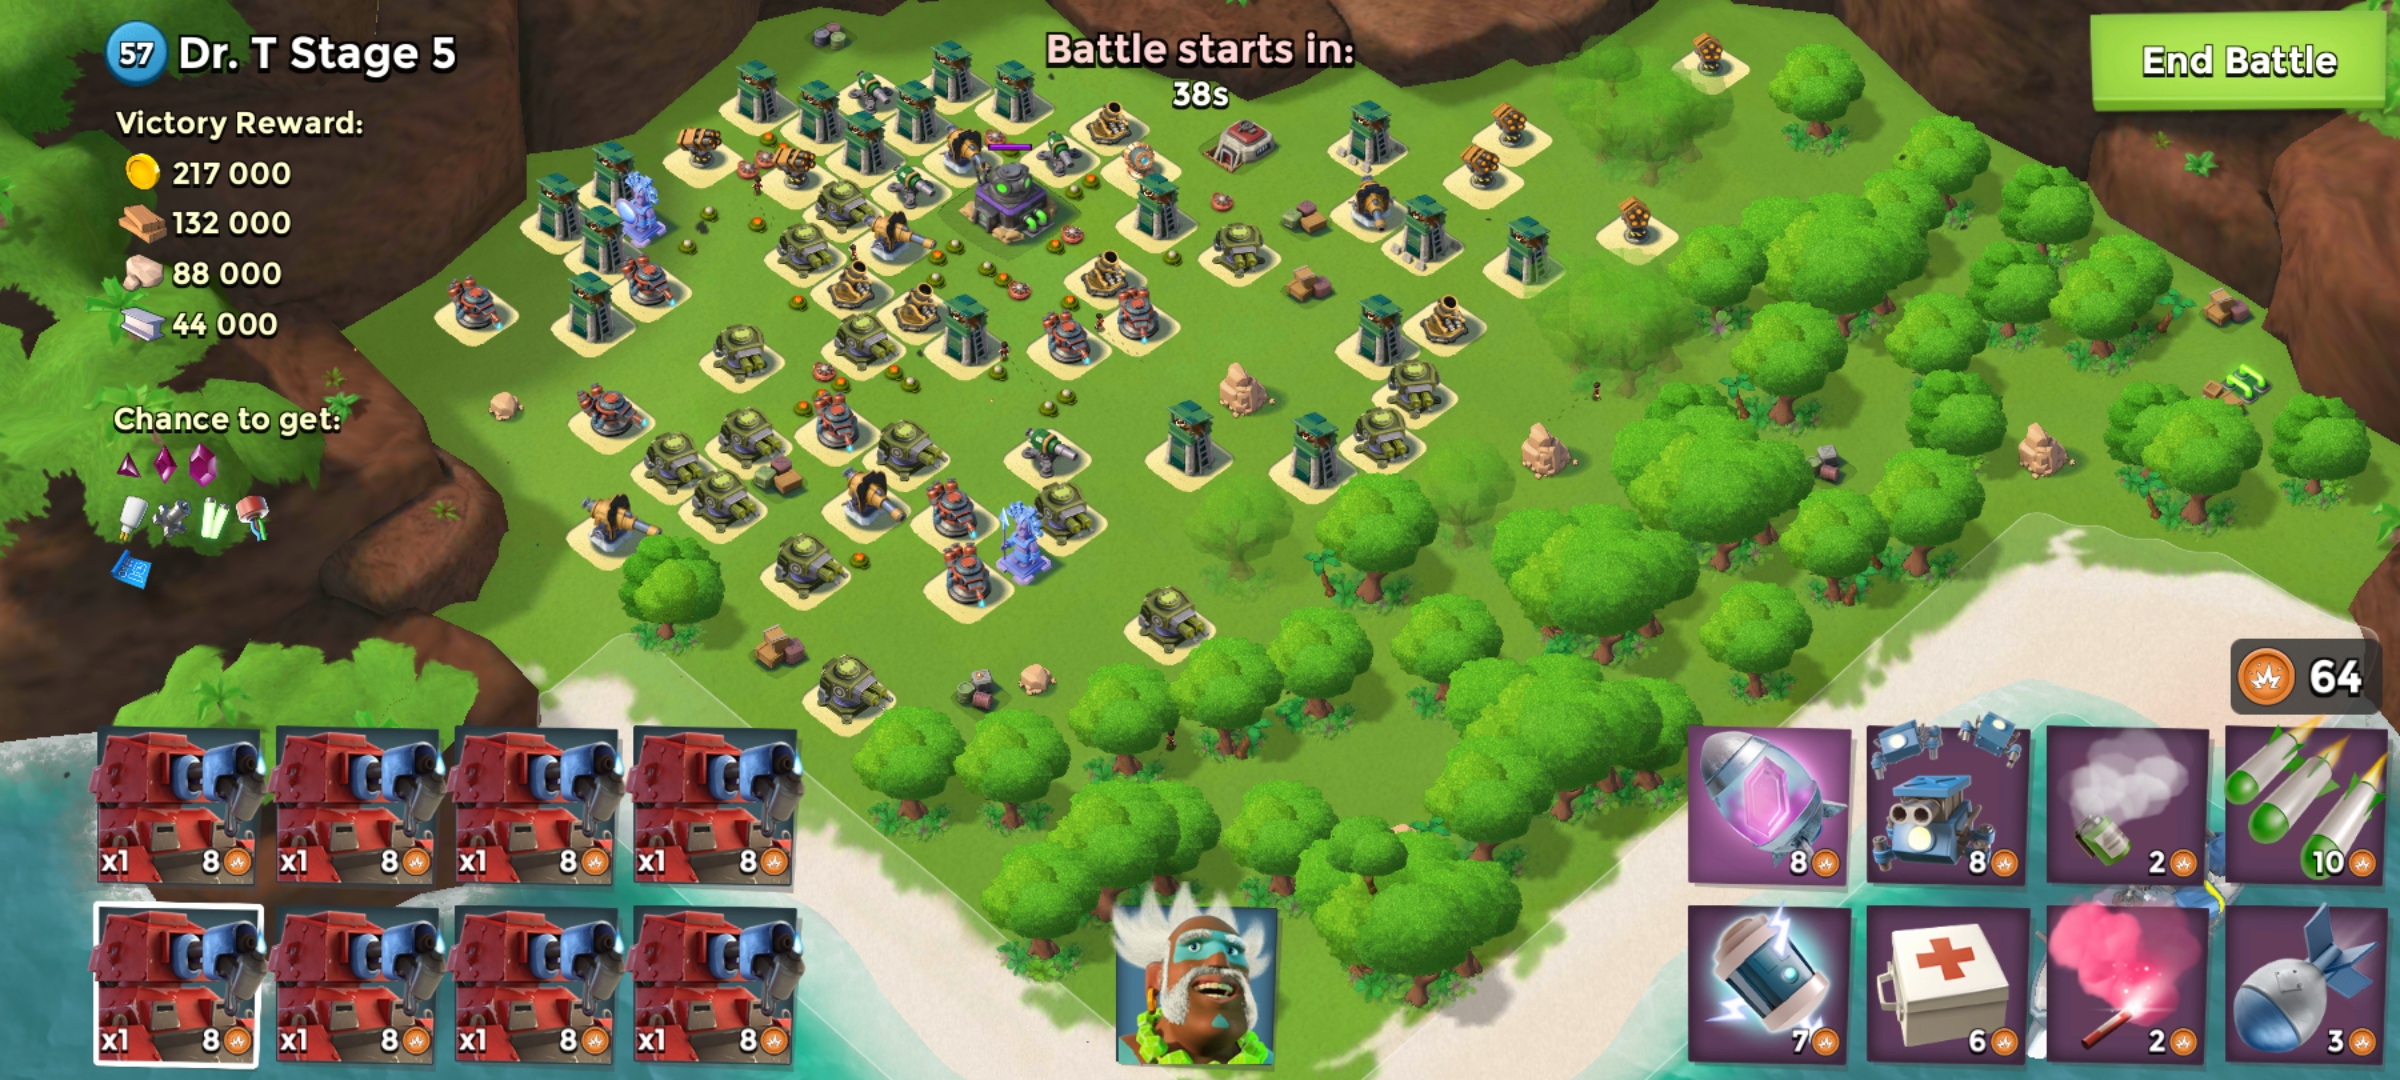 57 Dr. T Stage 5
Victory Reward:
217 000
132 000
88 000
44 000
Chance to get:
Battle starts in:
38s
End Battle
64
x1 8
x1 8
x1 8
x1 8
x1 8
x1 8
x1 8
x1 8
8
8
2
10
7
6
2
3